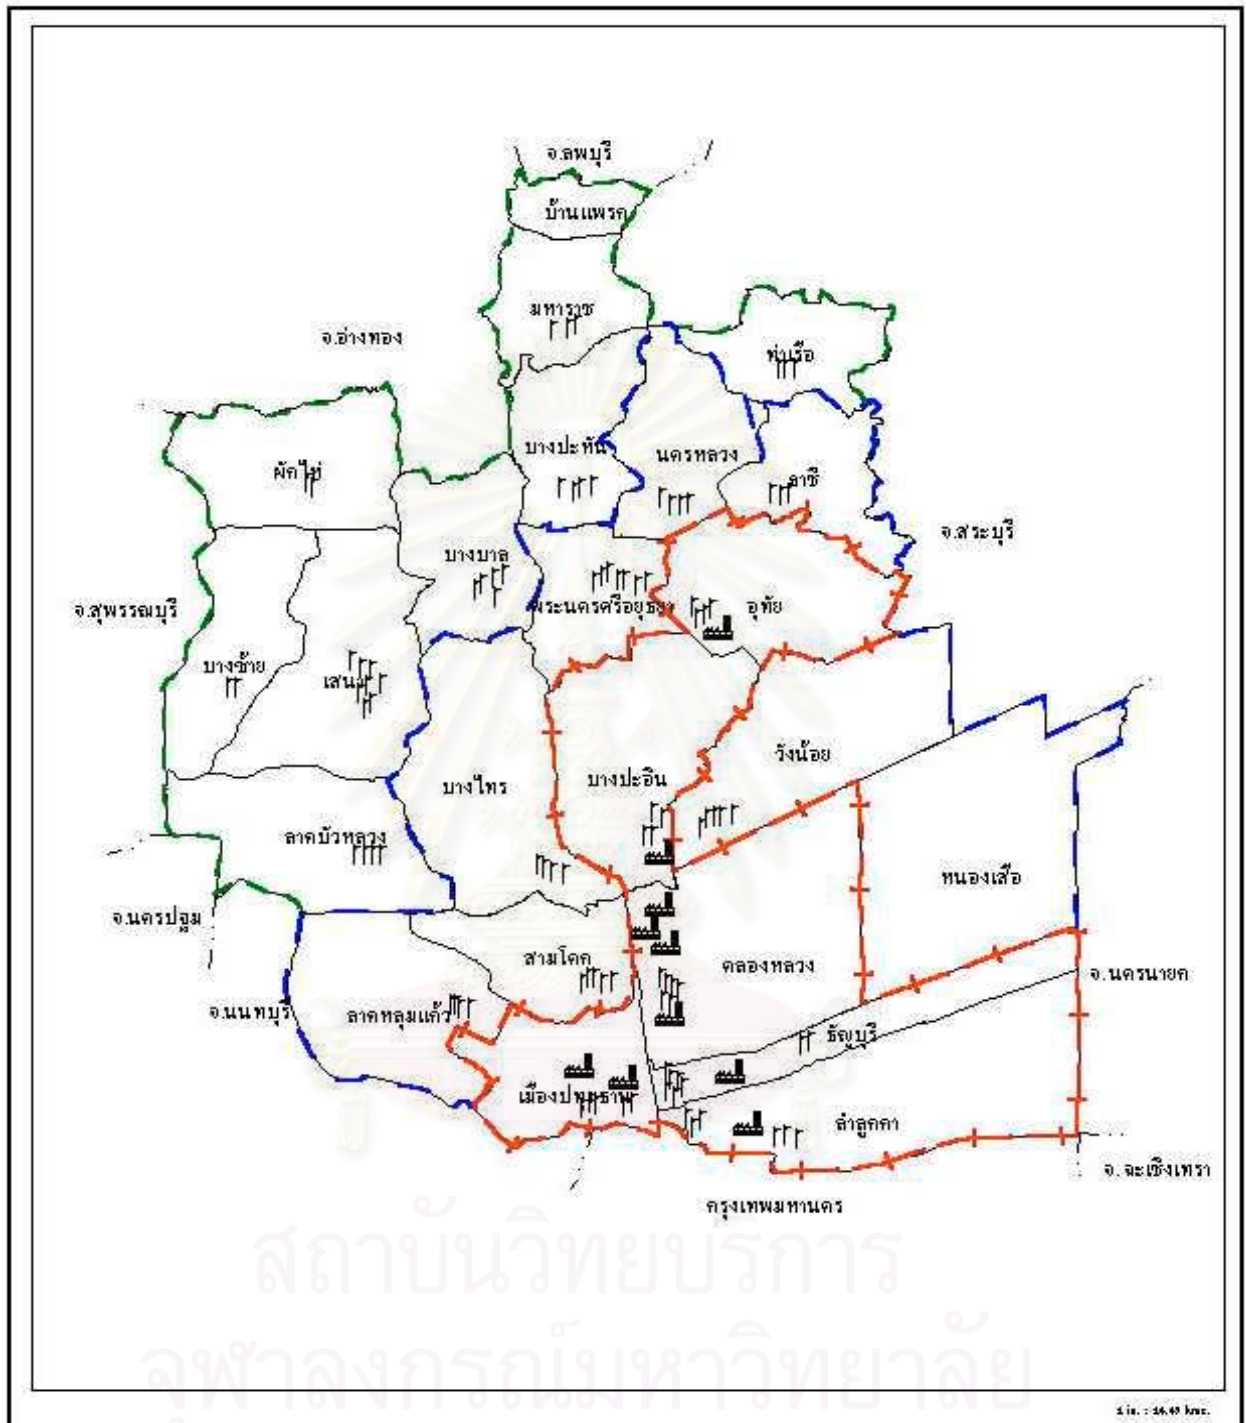 จ.ลพบุรี
บ้านแพรก
มหาราช
จ.อ่างทอง
ท่าเรือ
บางปะหัน
นครหลวง
ผักไห่
ภาชี
จ.สระบุรี
บางบาล
จ.สุพรรณบุรี
พระนครศรีอยุธยา
อุทัย
บางซ้าย
เสนา
วังน้อย
บางไทร
บางปะอิน
ลาดบัวหลวง
หนองเสือ
จ.นครปฐม
สามโคก
คลองหลวง
จ.นครนายก
จ.นนทบุรี
ลาดหลุมแก้ว
ธัญบุรี
เมืองปทุมธานี
ลำลูกกา
จ.ฉะเชิงเทรา
กรุงเทพมหานคร
สถาบันวิทยบริการ
จุฬาลงกรณ์มหาวิทยาลัย